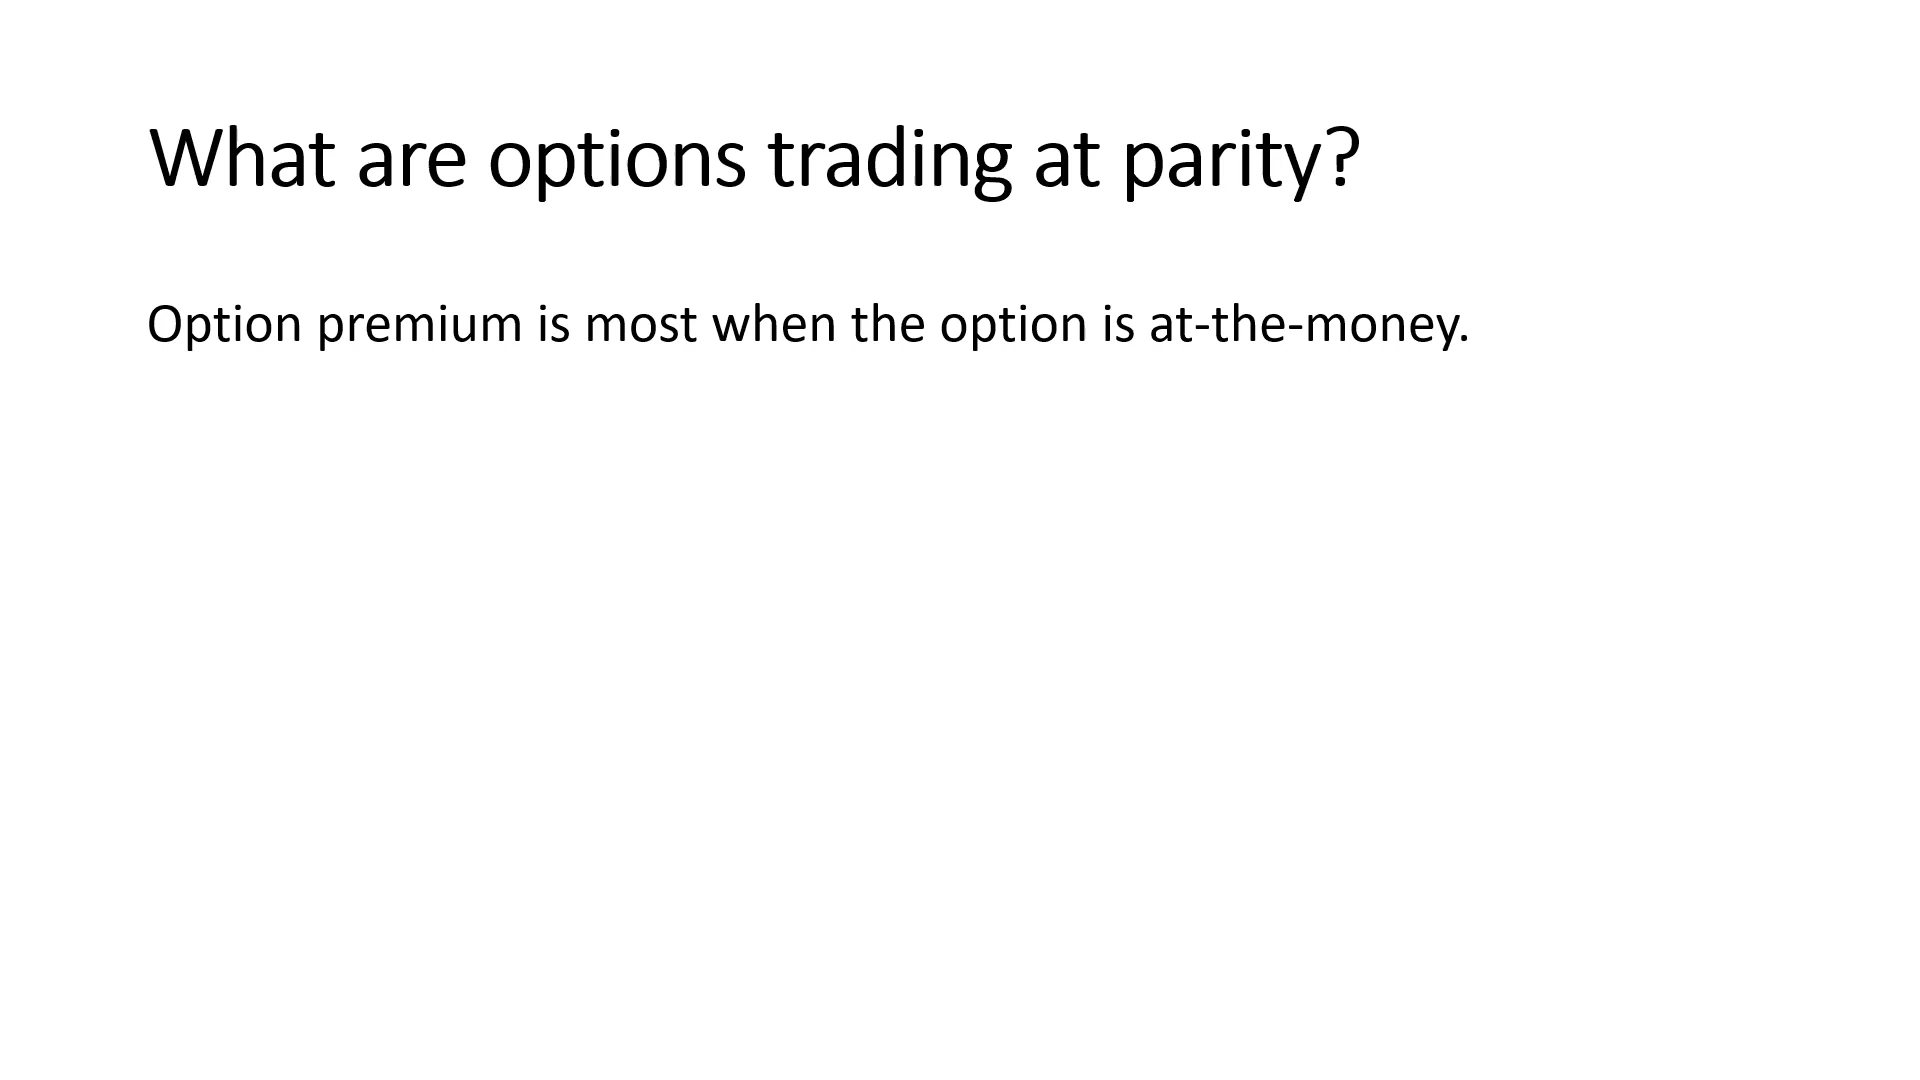 What are options trading at parity?
Option premium is most when the option is at-the-money.